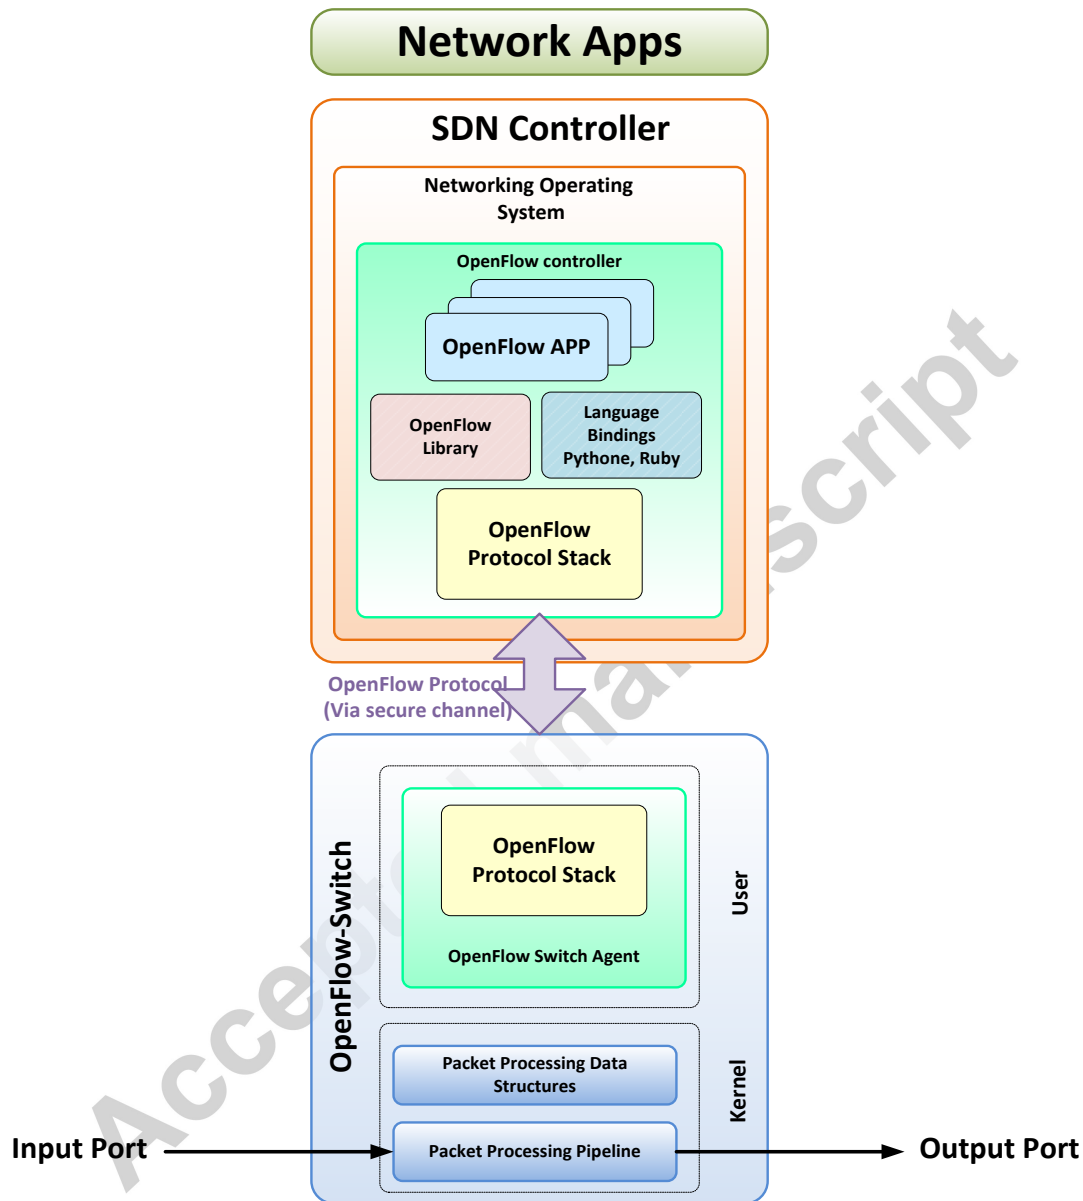 Network Apps
SDN Controller
Networking Operating
System
OpenFlow controller
OpenFlow APP
OpenFlow
Library
Language
Bindings
Pythone, Ruby
OpenFlow
Protocol Stack
OpenFlow Protocol
(Via secure channel)
OpenFlow-Switch
OpenFlow
Protocol Stack
OpenFlow Switch Agent
User
Packet Processing Data
Structures
Kernel
Input Port
Packet Processing Pipeline
Output Port
Accepted manuscript